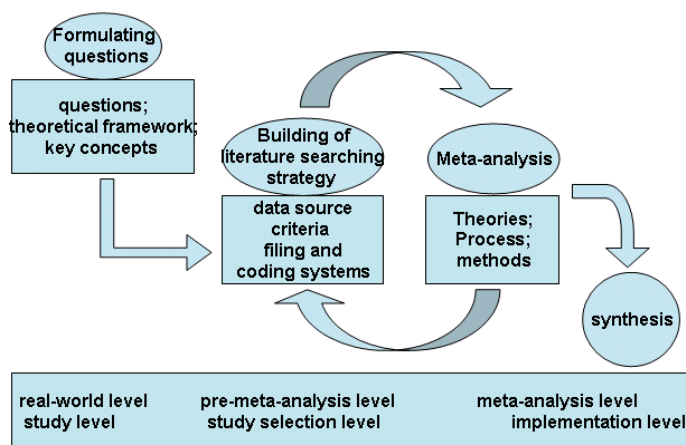 Formulating
questions
questions;
theoretical framework;
key concepts
Building of
literature searching
strategy
data source
criteria
filing and
coding systems
Meta-analysis
Theories;
Process;
methods
synthesis
real-world level
study level
pre-meta-analysis level
study selection level
meta-analysis level
implementation level